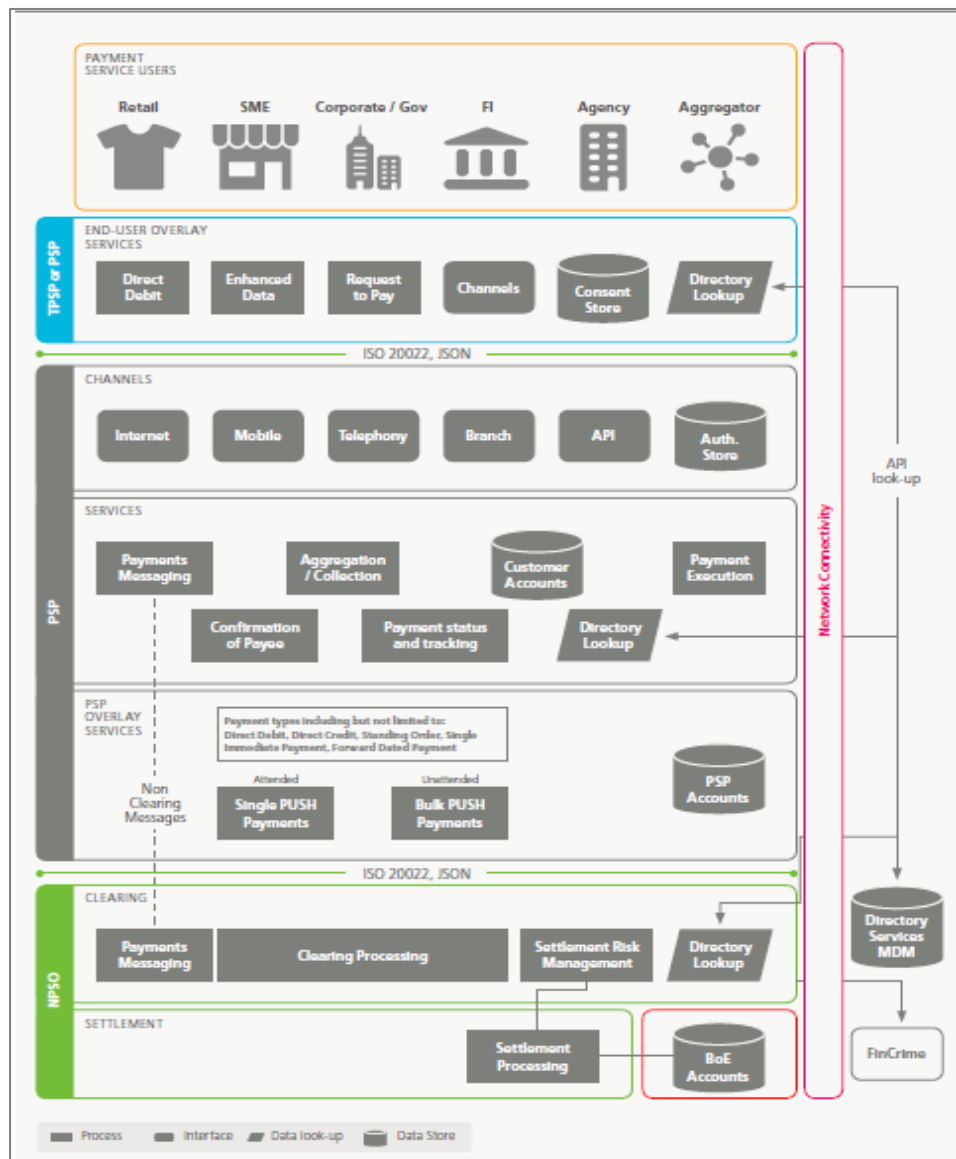 PAYMENT
SERVICE USERS
Retail
SME
Corporate / Gov
FI
Agency
Aggregator
TPSP or PSP
END-USER OVERLAY
SERVICES
Direct
Debit
Enhanced
Data
Request
to Pay
Channels
Consent
Store
Directory
Lookup
ISO 20022, JSON
PSP
CHANNELS
Internet
Mobile
Telephony
Branch
API
Auth.
Store
API
look-up
Network Connectivity
SERVICES
Payments
Messaging
Aggregation
/ Collection
Customer
Accounts
Payment
Execution
Confirmation
of Payee
Payment status
and tracking
Directory
Lookup
PSP
OVERLAY
SERVICES
Payment types including but not limited to:
Direct Debit, Direct Credit, Standing Order, Single
Immediate Payment, Forward Dated Payment
Attended
Single PUSH
Payments
Unattended
Bulk PUSH
Payments
PSP
Accounts
Non
Clearing
Messages
ISO 20022, JSON
NPSO
CLEARING
Payments
Messaging
Clearing Processing
Settlement Risk
Management
Directory
Lookup
Directory
Services
MDM
SETTLEMENT
Settlement
Processing
BoE
Accounts
FinCrime
Process
Interface
Data look-up
Data Store